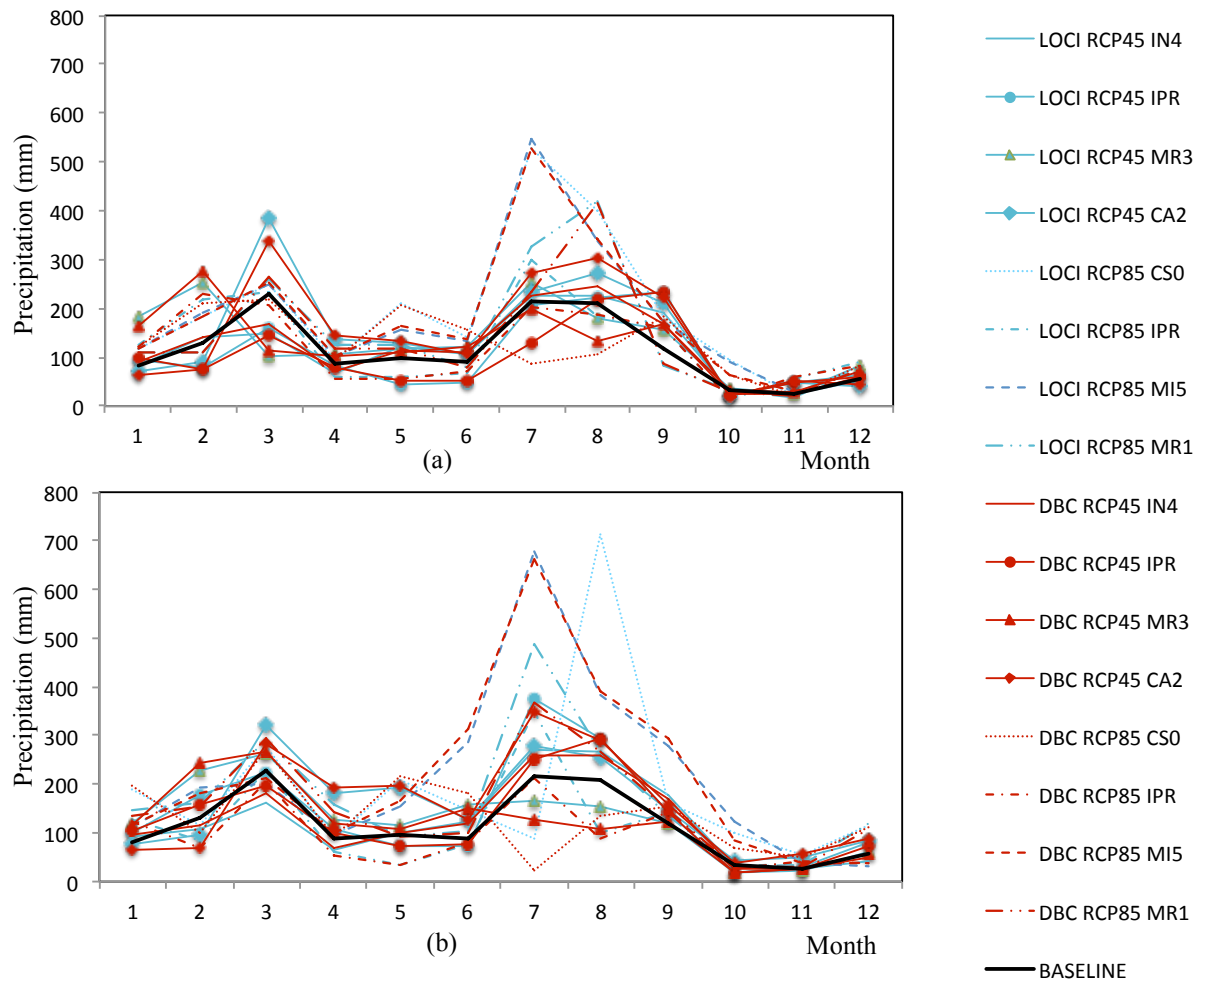 800
700
600
500
400
300
200
100
0
Precipitation (mm)
1 2 3 4 5 6 7 8 9 10 11 12
(a)
Month
800
700
600
500
400
300
200
100
0
Precipitation (mm)
1 2 3 4 5 6 7 8 9 10 11 12
(b)
Month
LOCI RCP45 IN4
LOCI RCP45 IPR
LOCI RCP45 MR3
LOCI RCP45 CA2
LOCI RCP85 CS0
LOCI RCP85 IPR
LOCI RCP85 MI5
LOCI RCP85 MR1
DBC RCP45 IN4
DBC RCP45 IPR
DBC RCP45 MR3
DBC RCP45 CA2
DBC RCP85 CS0
DBC RCP85 IPR
DBC RCP85 MI5
DBC RCP85 MR1
BASELINE